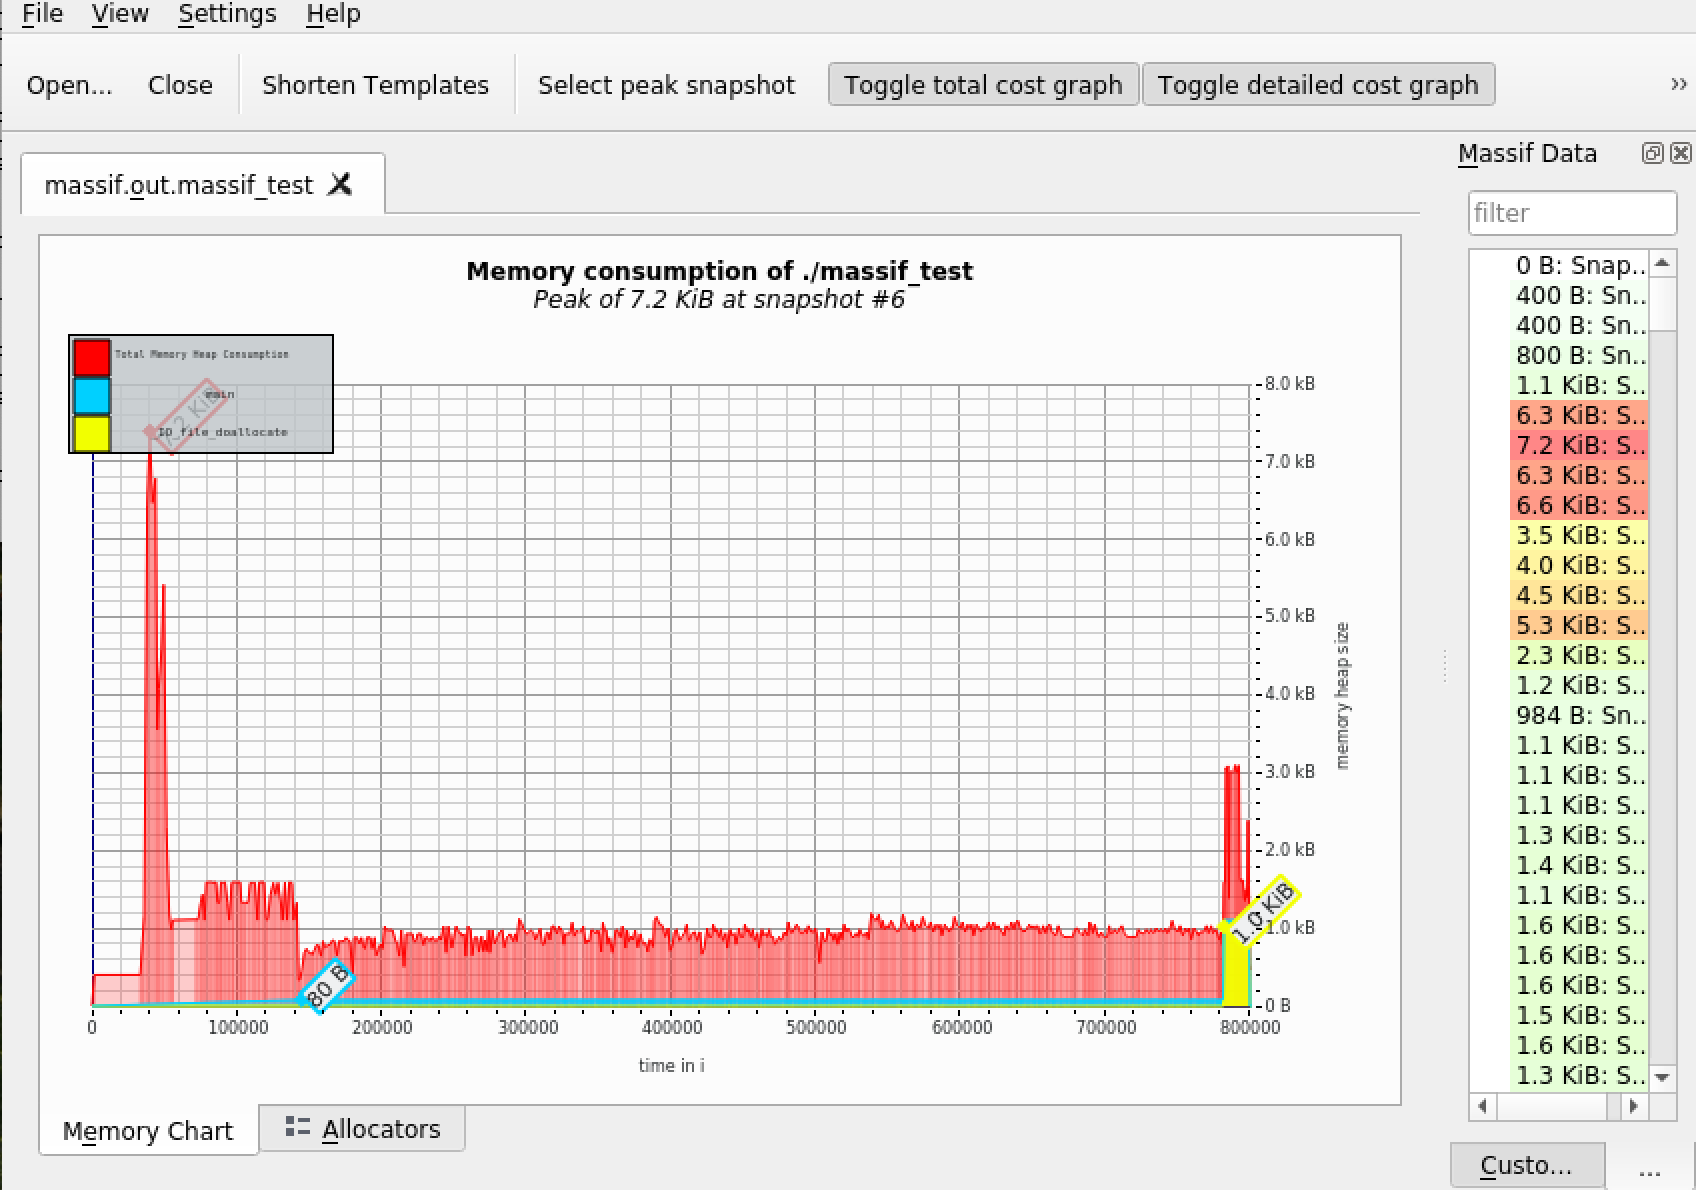 File View Settings Help
Open... Close Shorten Templates Select peak snapshot Toggle total cost graph Toggle detailed cost graph »
massif.out.massif_test
Memory consumption of ./massif_test
Peak of 7.2 KiB at snapshot #6
Total Memory Heap Consumption
main
_IO_file_doallocate
7.2 KiB
8.0 kB
7.0 kB
6.0 kB
5.0 kB
4.0 kB
3.0 kB
2.0 kB
1.0 kB
0 B
memory heap size
1.0 KiB
80 B
0 100000 200000 300000 400000 500000 600000 700000 800000
time in i
Memory Chart Allocators
Massif Data
filter
0 B: Snap..
400 B: Sn..
400 B: Sn..
800 B: Sn..
1.1 KiB: S..
6.3 KiB: S..
7.2 KiB: S..
6.3 KiB: S..
6.6 KiB: S..
3.5 KiB: S..
4.0 KiB: S..
4.5 KiB: S..
5.3 KiB: S..
2.3 KiB: S..
1.2 KiB: S..
984 B: Sn..
1.1 KiB: S..
1.1 KiB: S..
1.1 KiB: S..
1.3 KiB: S..
1.4 KiB: S..
1.1 KiB: S..
1.6 KiB: S..
1.6 KiB: S..
1.6 KiB: S..
1.5 KiB: S..
1.6 KiB: S..
1.3 KiB: S..
Custo... ...